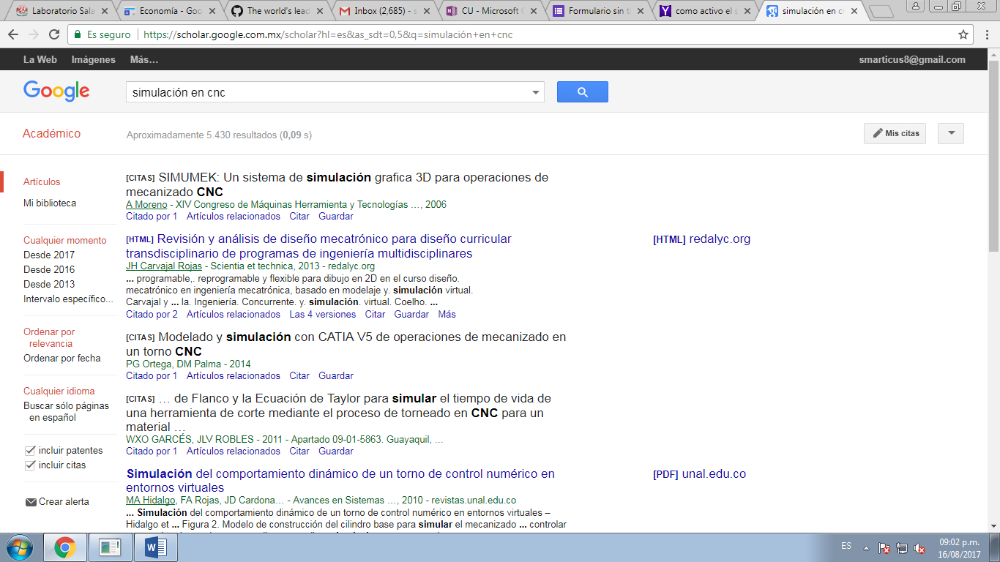 Laboratorio Sala
Economía - Goo
The world's lead
Inbox (2,685) - s
CU - Microsoft O
Formulario sin t
como activo el s
simulación en c
Es seguro
https://scholar.google.com.mx/scholar?hl=es&as_sdt=0,5&q=simulación+en+cnc
La Web Imágenes Más...
smarticus8@gmail.com
Google
simulación en cnc
Académico
Aproximadamente 5.430 resultados (0,09 s)
Mis citas
Artículos
Mi biblioteca
Cualquier momento
Desde 2017
Desde 2016
Desde 2013
Intervalo específico...
Ordenar por
relevancia
Ordenar por fecha
Cualquier idioma
Buscar sólo páginas
en español
incluir patentes
incluir citas
Crear alerta
[CITAS] SIMUMEK: Un sistema de simulación grafica 3D para operaciones de
mecanizado CNC
A Moreno - XIV Congreso de Máquinas Herramienta y Tecnologías ..., 2006
Citado por 1 Artículos relacionados Citar Guardar
[HTML] Revisión y análisis de diseño mecatrónico para diseño curricular
transdisciplinario de programas de ingeniería multidisciplinares
JH Carvajal Rojas - Scientia et technica, 2013 - redalyc.org
... programable,. reprogramable y flexible para dibujo en 2D en el curso diseño.
mecatrónico en ingeniería mecatrónica, basado en modelaje y. simulación virtual.
Carvajal y ... la. Ingeniería. Concurrente. y. simulación. virtual. Coelho. ...
Citado por 2 Artículos relacionados Las 4 versiones Citar Guardar Más
[HTML] redalyc.org
[CITAS] Modelado y simulación con CATIA V5 de operaciones de mecanizado en
un torno CNC
PG Ortega, DM Palma - 2014
Citado por 1 Artículos relacionados Citar Guardar
[CITAS] ... de Flanco y la Ecuación de Taylor para simular el tiempo de vida de
una herramienta de corte mediante el proceso de torneado en CNC para un
material ...
WXO GARCÉS, JLV ROBLES - 2011 - Apartado 09-01-5863. Guayaquil, ...
Citado por 1 Artículos relacionados Citar Guardar
Simulación del comportamiento dinámico de un torno de control numérico en
entornos virtuales
MA Hidalgo, FA Rojas, JD Cardona... - Avances en Sistemas ..., 2010 - revistas.unal.edu.co
... Simulación del comportamiento dinámico de un torno de control numérico en entornos virtuales –
Hidalgo et ... Figura 2. Modelo de construcción del cilindro base para simular el mecanizado ... controlar
[PDF] unal.edu.co
ES
09:02 p.m.
16/08/2017